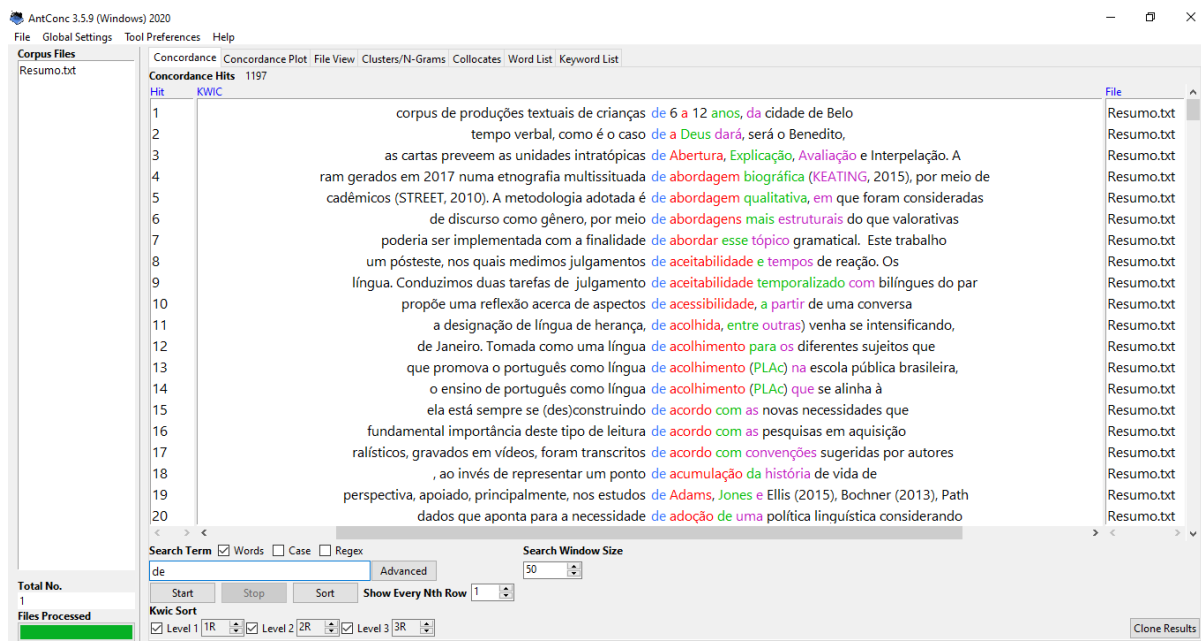 AntConc 3.5.9 (Windows) 2020
File Global Settings Tool Preferences Help
Corpus Files
Resumo.txt
Concordance Concordance Plot File View Clusters/N-Grams Collocates Word List Keyword List
Concordance Hits 1197
Hit KWIC File
1 corpus de produções textuais de crianças de 6 a 12 anos, da cidade de Belo Resumo.txt
2 tempo verbal, como é o caso de a Deus dará, será o Benedito, Resumo.txt
3 as cartas preveem as unidades intratópicas de Abertura, Explicação, Avaliação e Interpelação. A Resumo.txt
4 ram gerados em 2017 numa etnografia multissituada de abordagem biográfica (KEATING, 2015), por meio de Resumo.txt
5 cadêmicos (STREET, 2010). A metodologia adotada é de abordagem qualitativa, em que foram consideradas Resumo.txt
6 de discurso como gênero, por meio de abordagens mais estruturais do que valorativas Resumo.txt
7 poderia ser implementada com a finalidade de abordar esse tópico gramatical. Este trabalho Resumo.txt
8 um pósteste, nos quais medimos julgamentos de aceitabilidade e tempos de reação. Os Resumo.txt
9 língua. Conduzimos duas tarefas de julgamento de aceitabilidade temporalizado com bilíngues do par Resumo.txt
10 propõe uma reflexão acerca de aspectos de acessibilidade, a partir de uma conversa Resumo.txt
11 a designação de língua de herança, de acolhida, entre outras) venha se intensificando, Resumo.txt
12 de Janeiro. Tomada como uma língua de acolhimento para os diferentes sujeitos que Resumo.txt
13 que promova o português como língua de acolhimento (PLAc) na escola pública brasileira, Resumo.txt
14 o ensino de português como língua de acolhimento (PLAc) que se alinha à Resumo.txt
15 ela está sempre se (des)construindo de acordo com as novas necessidades que Resumo.txt
16 fundamental importância deste tipo de leitura de acordo com as pesquisas em aquisição Resumo.txt
17 ralísticos, gravados em vídeos, foram transcritos de acordo com convenções sugeridas por autores Resumo.txt
18 , ao invés de representar um ponto de acumulação da história de vida de Resumo.txt
19 perspectiva, apoiado, principalmente, nos estudos de Adams, Jones e Ellis (2015), Bochner (2013), Path Resumo.txt
20 dados que aponta para a necessidade de adoção de uma política linguística considerando Resumo.txt
Search Term Words Case Regex Search Window Size
de Advanced 50
Total No.
1
Start Stop Sort Show Every Nth Row 1
Files Processed
Kwic Sort
Level 1 1R Level 2 2R Level 3 3R Clone Results